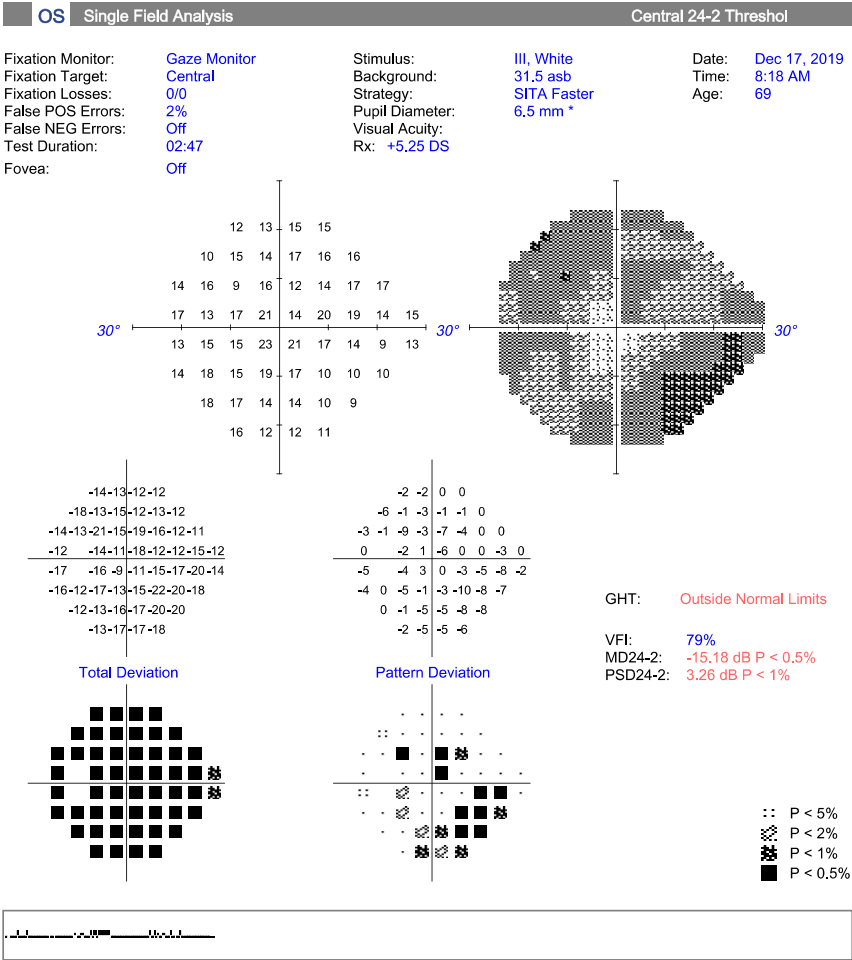 OS Single Field Analysis Central 24-2 Threshol
Fixation Monitor: Gaze Monitor Stimulus: III, White Date: Dec 17, 2019
Fixation Target: Central Background: 31.5 asb Time: 8:18 AM
Fixation Losses: 0/0 Strategy: SITA Faster Age: 69
False POS Errors: 2% Pupil Diameter: 6.5 mm *
False NEG Errors: Off Visual Acuity:
Test Duration: 02:47 Rx: +5.25 DS
Fovea: Off
12 13 15 15
10 15 14 17 16 16
14 16 9 16 12 14 17 17
17 13 17 21 14 20 19 14 15
30° 30° 30°
13 15 15 23 21 17 14 9 13
14 18 15 19 17 10 10 10
18 17 14 14 10 9
16 12 12 11
-14 -13 -12 -12 -2 -2 0 0
-18 -13 -15 -12 -13 -12 -6 -1 -3 -1 -1 0
-14 -13 -21 -15 -19 -16 -12 -11 -3 -1 -9 -3 -7 -4 0 0
-12 -14 -11 -18 -12 -12 -15 -12 0 -2 1 -6 0 0 -3 0
-17 -16 -9 -11 -15 -17 -20 -14 -5 -4 3 0 -3 -5 -8 -2
-16 -12 -17 -13 -15 -22 -20 -18 -4 0 -5 -1 -3 -10 -8 -7
-12 -13 -16 -17 -20 -20 0 -1 -5 -5 -8 -8
-13 -17 -17 -18 -2 -5 -5 -6
GHT: Outside Normal Limits
VFI: 79%
MD24-2: -15.18 dB P < 0.5%
PSD24-2: 3.26 dB P < 1%
Total Deviation Pattern Deviation
:: P < 5%
P < 2%
P < 1%
P < 0.5%